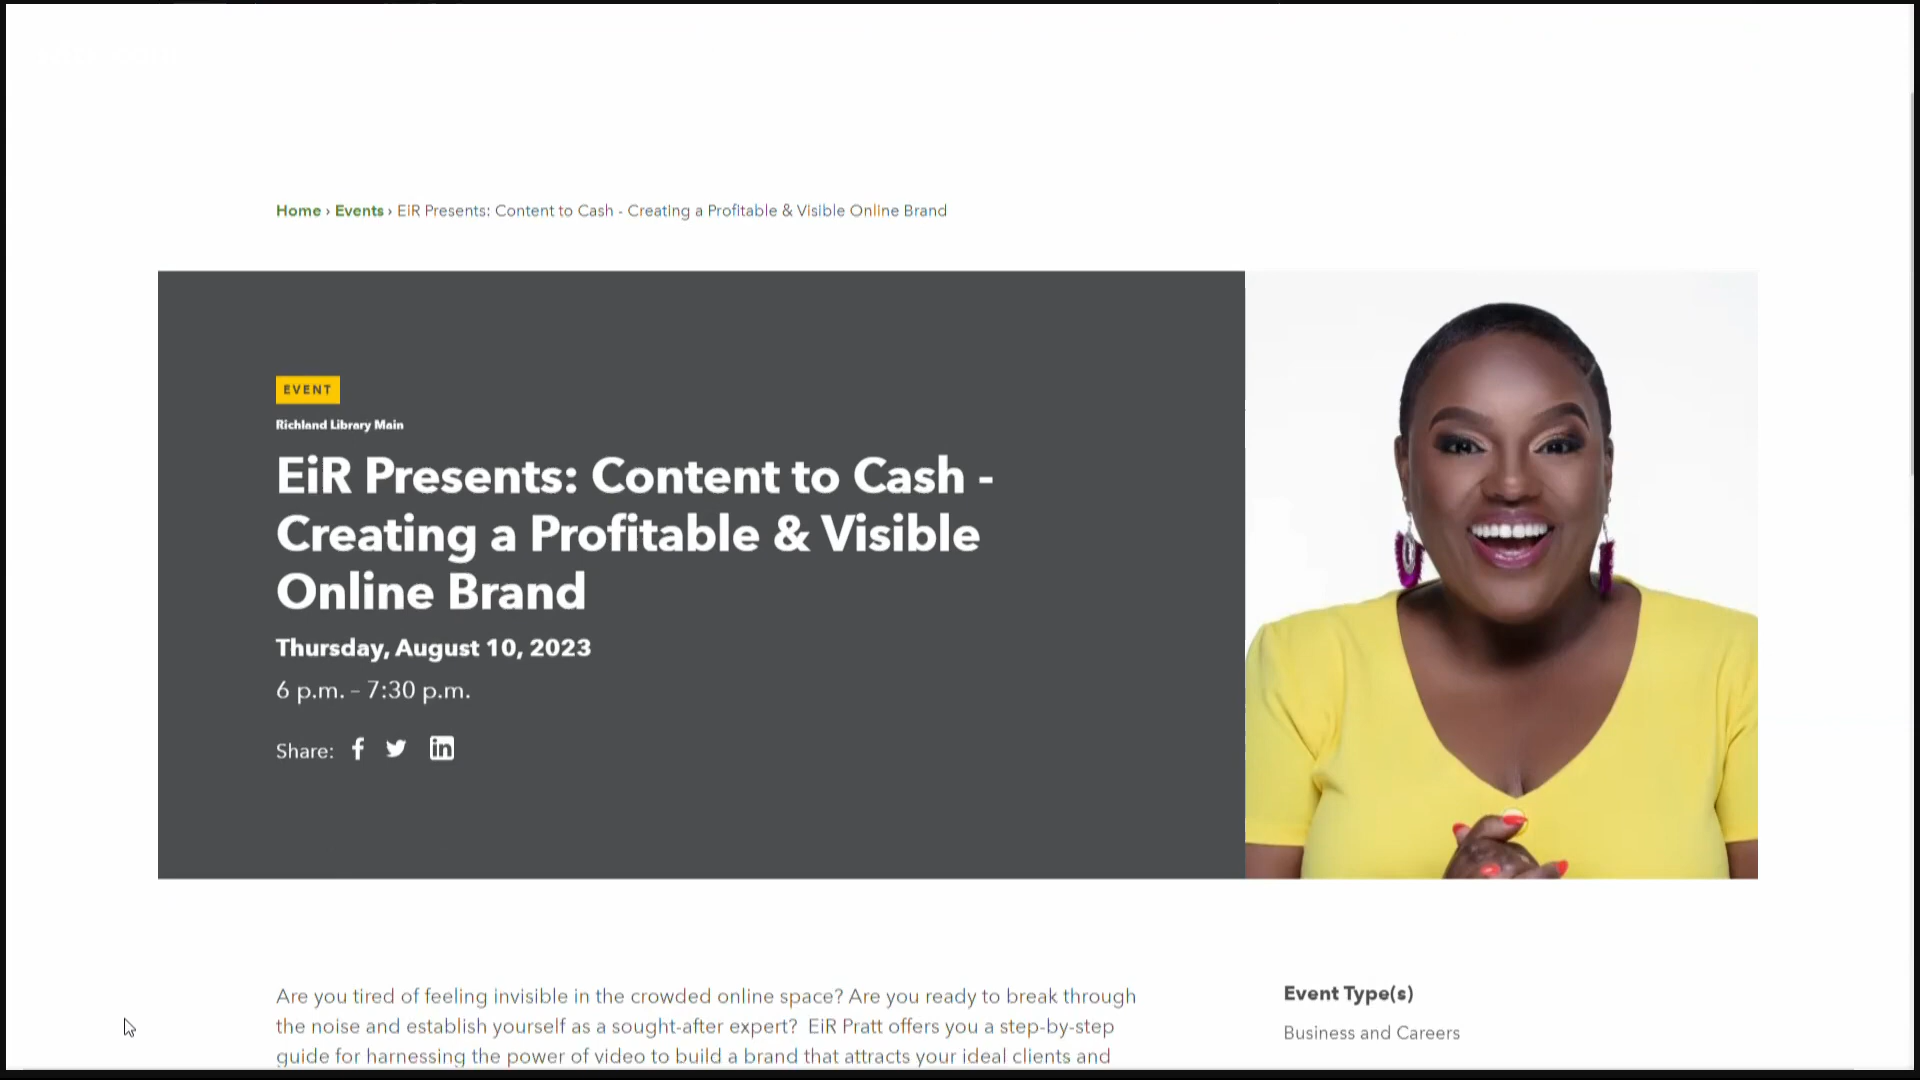 Home › Events › EiR Presents: Content to Cash - Creating a Profitable & Visible Online Brand
EVENT
Richland Library Main
EiR Presents: Content to Cash -
Creating a Profitable & Visible
Online Brand
Thursday, August 10, 2023
6 p.m. – 7:30 p.m.
Share:
Are you tired of feeling invisible in the crowded online space? Are you ready to break through
the noise and establish yourself as a sought-after expert?  EiR Pratt offers you a step-by-step
guide for harnessing the power of video to build a brand that attracts your ideal clients and
Event Type(s)
Business and Careers